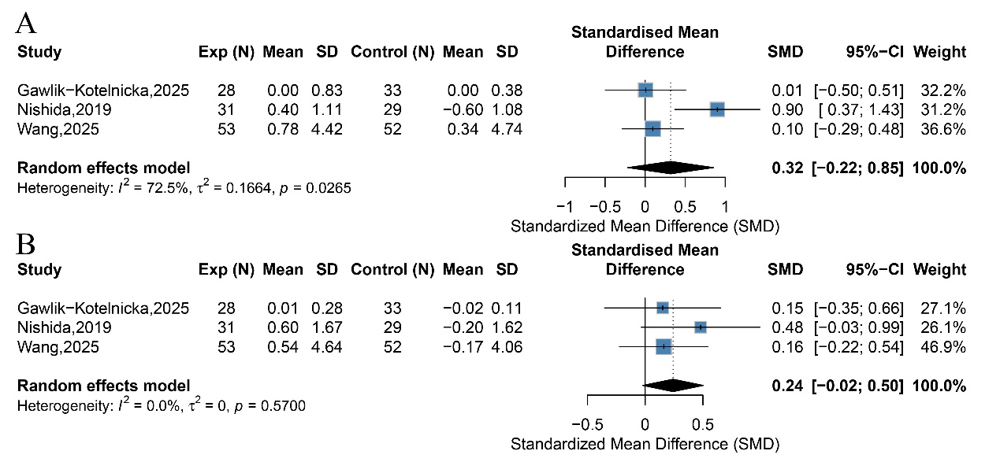 A
Standardised Mean
Study Exp (N) Mean SD Control (N) Mean SD Difference SMD 95%−CI Weight
Gawlik−Kotelnicka,2025 28 0.00 0.83 33 0.00 0.38 0.01 [−0.50; 0.51] 32.2%
Nishida,2019 31 0.40 1.11 29 −0.60 1.08 0.90 [ 0.37; 1.43] 31.2%
Wang,2025 53 0.78 4.42 52 0.34 4.74 0.10 [−0.29; 0.48] 36.6%
Random effects model 0.32 [−0.22; 0.85] 100.0%
Heterogeneity: I² = 72.5%, τ² = 0.1664, p = 0.0265
−1 −0.5 0 0.5 1
Standardized Mean Difference (SMD)
B
Standardised Mean
Study Exp (N) Mean SD Control (N) Mean SD Difference SMD 95%−CI Weight
Gawlik−Kotelnicka,2025 28 0.01 0.28 33 −0.02 0.11 0.15 [−0.35; 0.66] 27.1%
Nishida,2019 31 0.60 1.67 29 −0.20 1.62 0.48 [−0.03; 0.99] 26.1%
Wang,2025 53 0.54 4.64 52 −0.17 4.06 0.16 [−0.22; 0.54] 46.9%
Random effects model 0.24 [−0.02; 0.50] 100.0%
Heterogeneity: I² = 0.0%, τ² = 0, p = 0.5700
−0.5 0 0.5
Standardized Mean Difference (SMD)